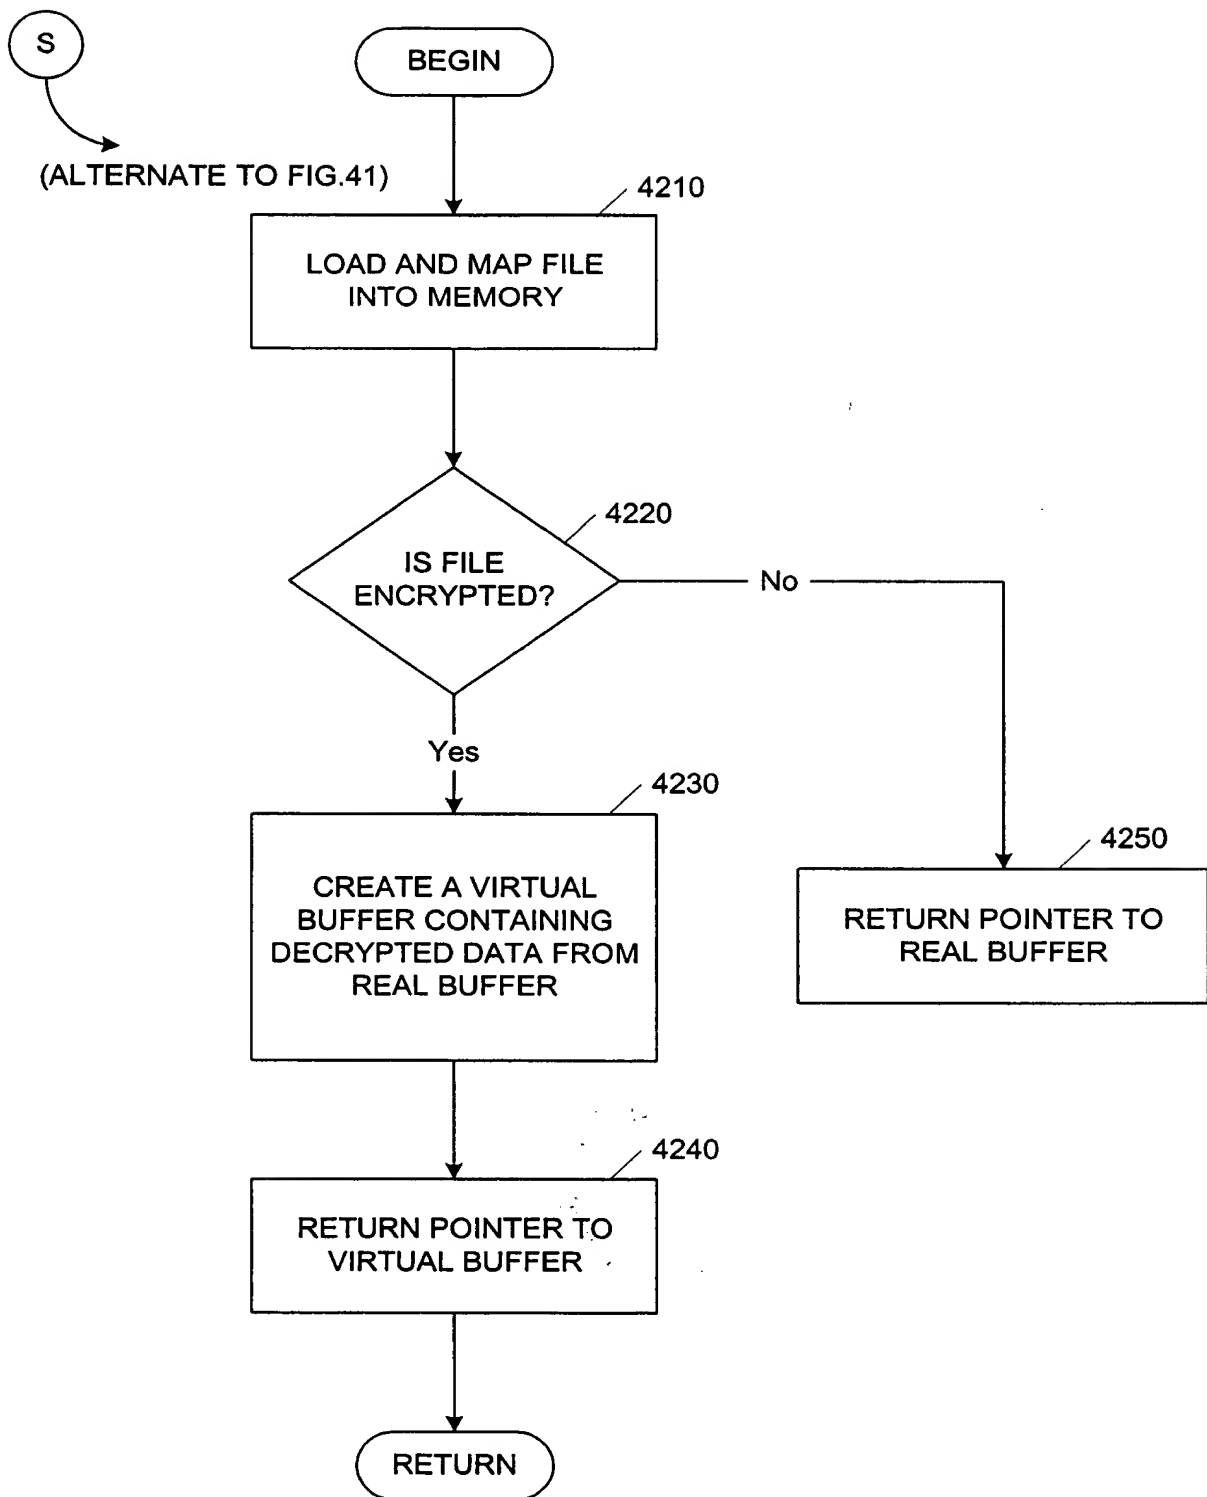 S
BEGIN
(ALTERNATE TO FIG.41)
4210
LOAD AND MAP FILE
INTO MEMORY
4220
IS FILE
ENCRYPTED?
No
Yes
4230
CREATE A VIRTUAL
BUFFER CONTAINING
DECRYPTED DATA FROM
REAL BUFFER
4250
RETURN POINTER TO
REAL BUFFER
4240
RETURN POINTER TO
VIRTUAL BUFFER
RETURN